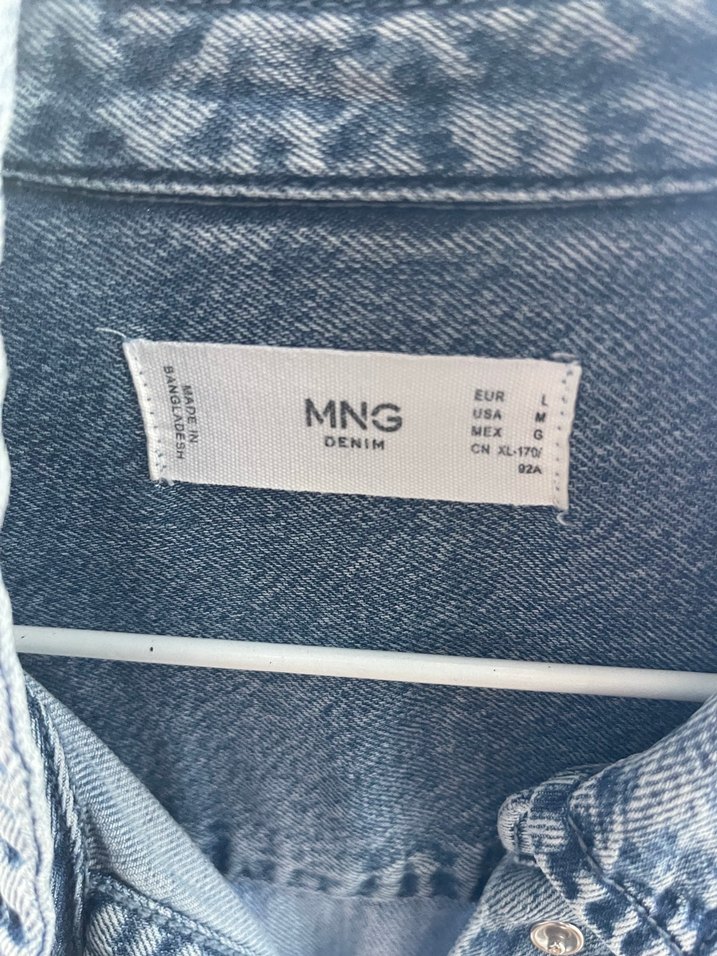 MADE IN
BANGLADESH
MNG
DENIM
EUR L
USA M
MEX G
CN XL-170/
92A